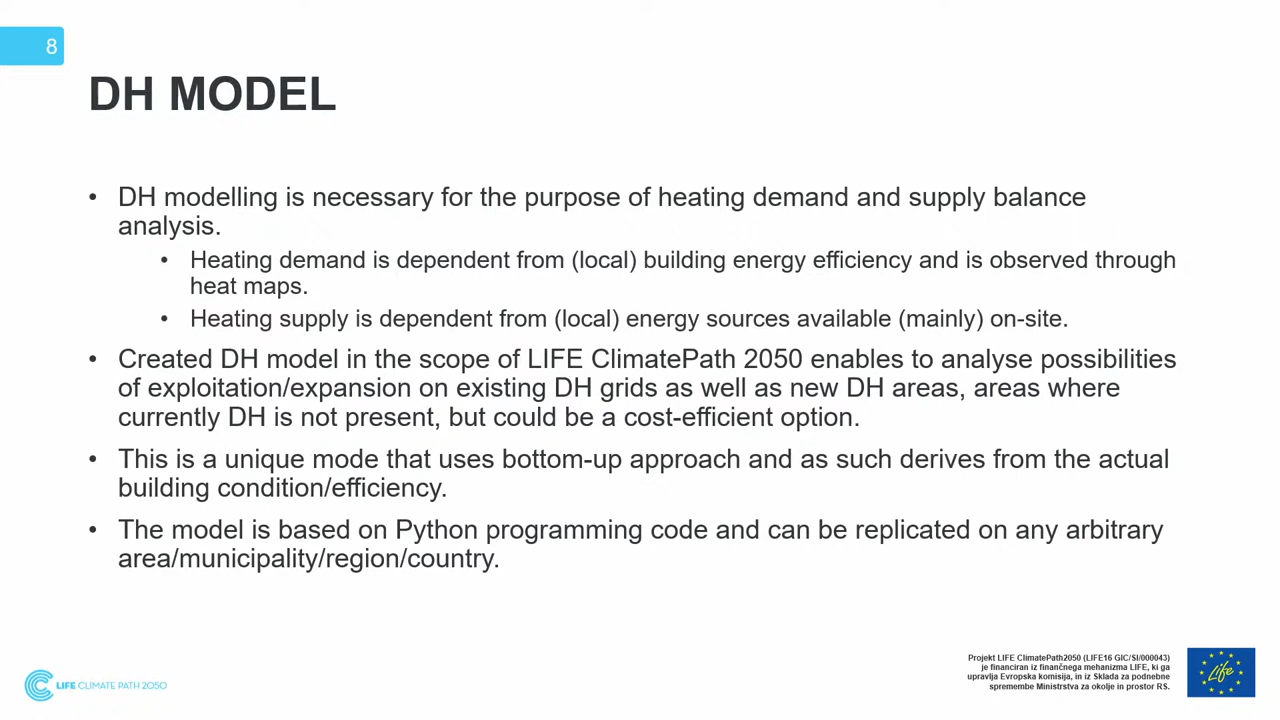 8
DH MODEL
• DH modelling is necessary for the purpose of heating demand and supply balance
analysis.
• Heating demand is dependent from (local) building energy efficiency and is observed through
heat maps.
• Heating supply is dependent from (local) energy sources available (mainly) on-site.
• Created DH model in the scope of LIFE ClimatePath 2050 enables to analyse possibilities
of exploitation/expansion on existing DH grids as well as new DH areas, areas where
currently DH is not present, but could be a cost-efficient option.
• This is a unique mode that uses bottom-up approach and as such derives from the actual
building condition/efficiency.
• The model is based on Python programming code and can be replicated on any arbitrary
area/municipality/region/country.
LIFE CLIMATE PATH 2050
Projekt LIFE ClimatePath2050 (LIFE16 GIC/SI/000043)
je financiran iz finančnega mehanizma LIFE, ki ga
upravlja Evropska komisija, in iz Sklada za podnebne
spremembe Ministrstva za okolje in prostor RS.
Life